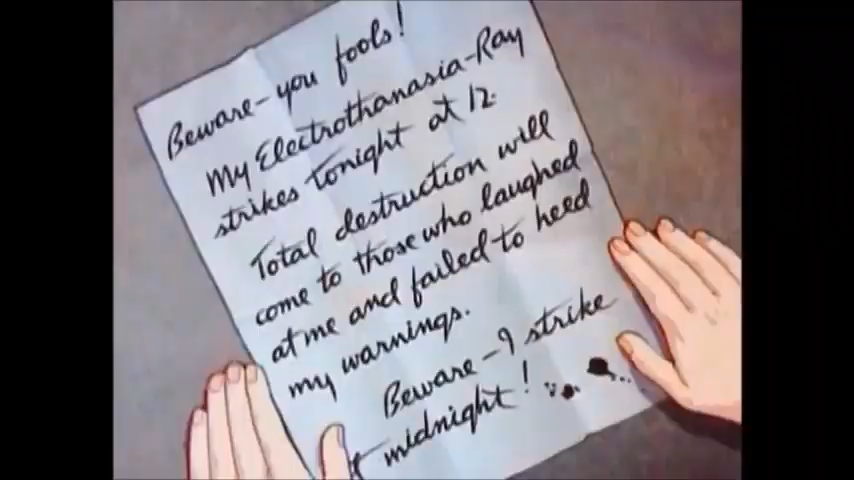 Beware-you fools!
My Electrothanasia-Ray
strikes tonight at 12.
Total destruction will
come to those who laughed
at me and failed to heed
my warnings.
Beware-I strike
at midnight!